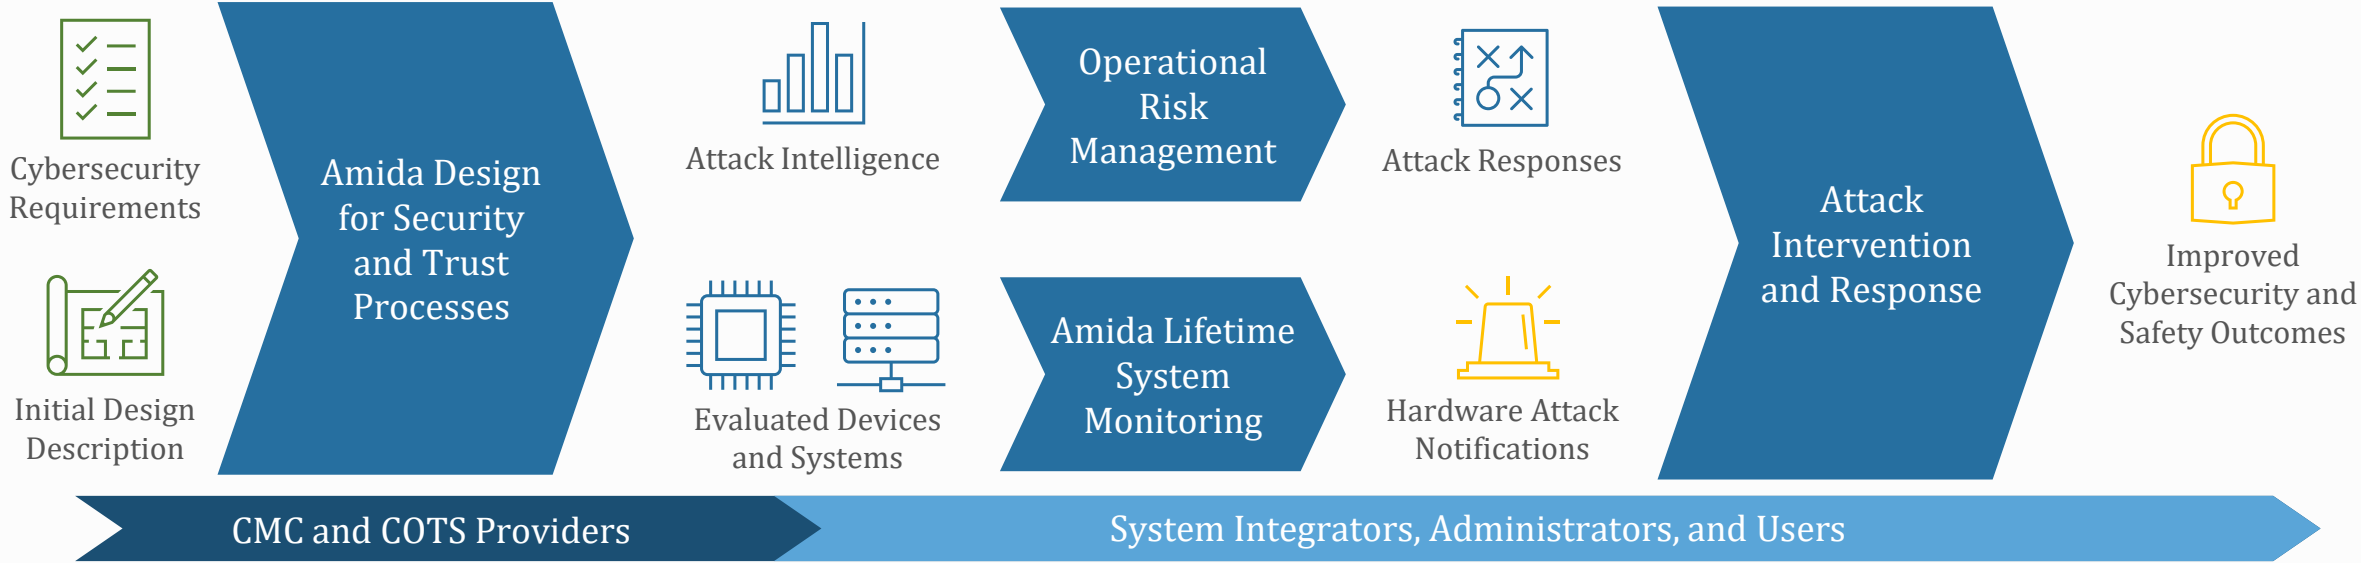 Cybersecurity
Requirements
Initial Design
Description
Amida Design
for Security
and Trust
Processes
Attack Intelligence
Evaluated Devices
and Systems
Operational
Risk
Management
Amida Lifetime
System
Monitoring
Attack Responses
Hardware Attack
Notifications
Attack
Intervention
and Response
Improved
Cybersecurity and
Safety Outcomes
CMC and COTS Providers
System Integrators, Administrators, and Users